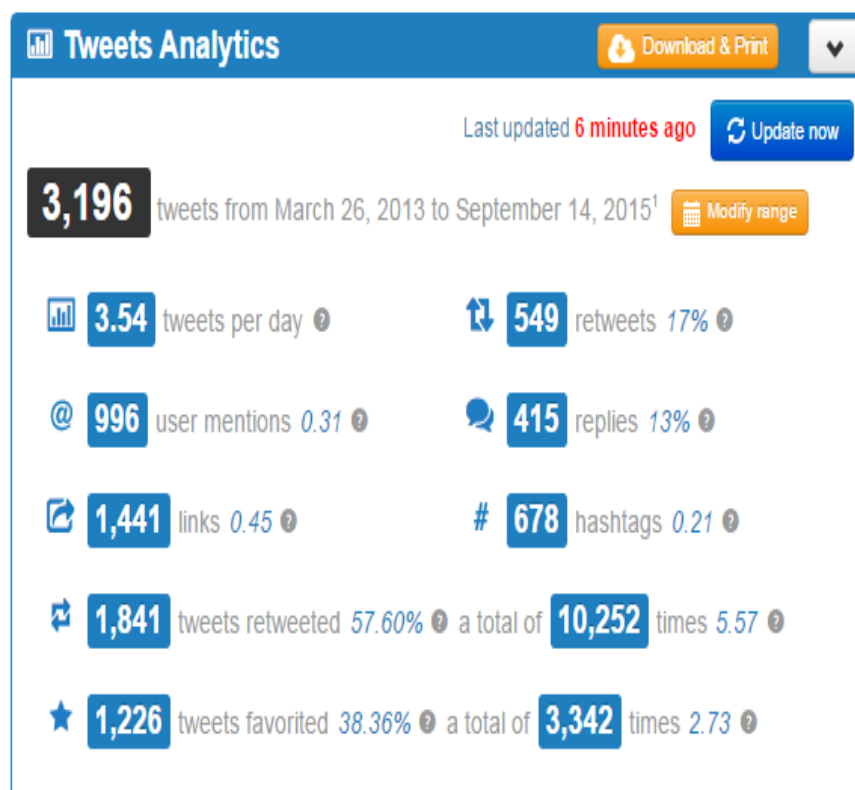 Tweets Analytics Download & Print
Last updated 6 minutes ago Update now
3,196 tweets from March 26, 2013 to September 14, 2015¹ Modify range
3.54 tweets per day ? 549 retweets 17% ?
@ 996 user mentions 0.31 ? 415 replies 13% ?
1,441 links 0.45 ? # 678 hashtags 0.21 ?
1,841 tweets retweeted 57.60% ? a total of 10,252 times 5.57 ?
1,226 tweets favorited 38.36% ? a total of 3,342 times 2.73 ?